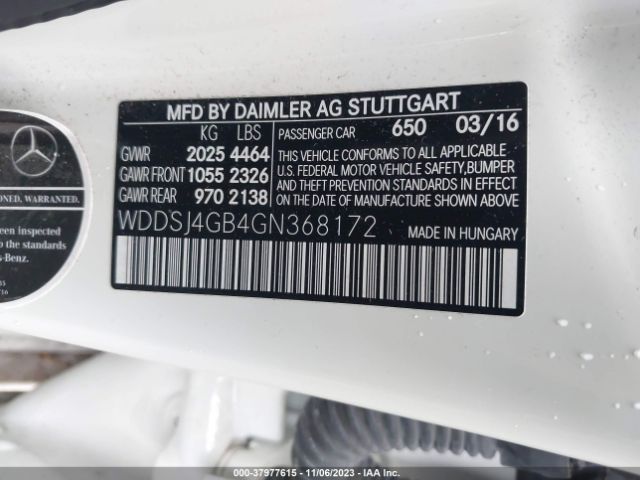 MFD BY DAIMLER AG STUTTGART
KG LBS
GVWR 2025 4464
GAWR FRONT 1055 2326
GAWR REAR 970 2138
PASSENGER CAR 650 03/16
THIS VEHICLE CONFORMS TO ALL APPLICABLE
U.S. FEDERAL MOTOR VEHICLE SAFETY, BUMPER
AND THEFT PREVENTION STANDARDS IN EFFECT
ON THE DATE OF MANUFACTURE SHOWN ABOVE
WDDSJ4GB4GN368172 MADE IN HUNGARY
ONED, WARRANTED.
een inspected
o the standards
s-Benz.
000-37977615 - 11/06/2023 - IAA Inc.